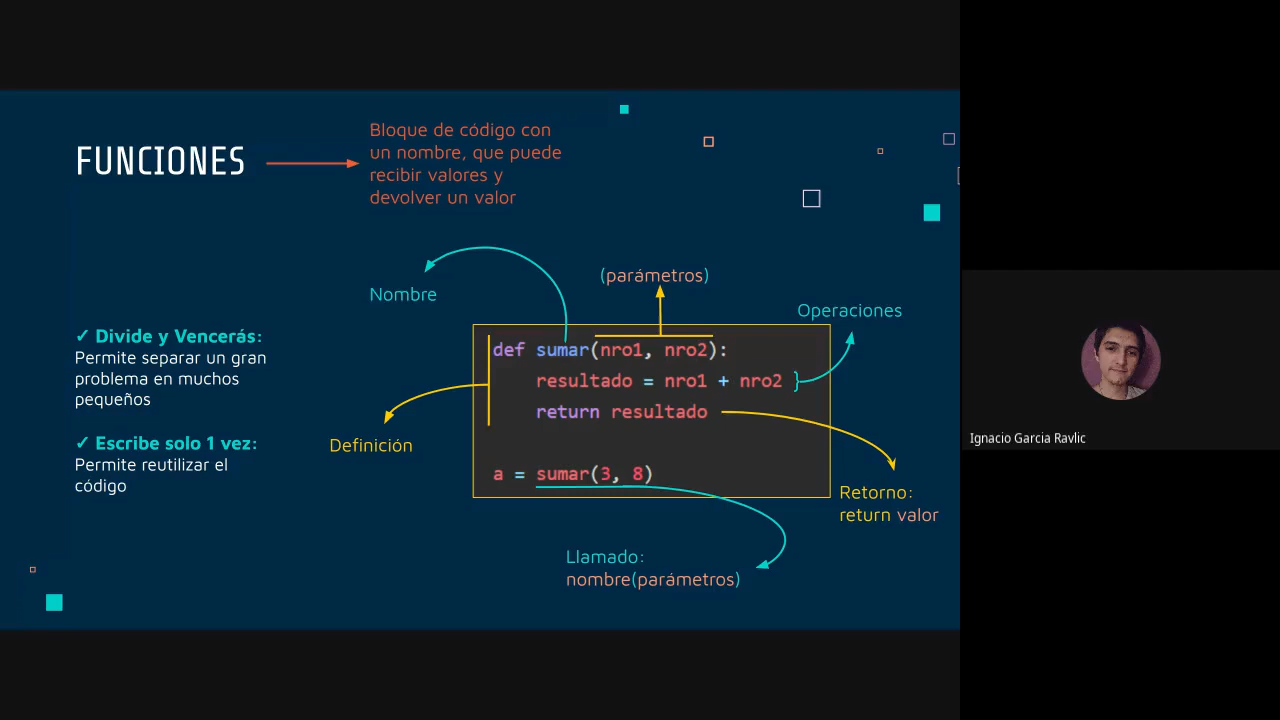 FUNCIONES
Bloque de código con
un nombre, que puede
recibir valores y
devolver un valor
Nombre
(parámetros)
Operaciones
✓ Divide y Vencerás:
Permite separar un gran
problema en muchos
pequeños
✓ Escribe solo 1 vez:
Permite reutilizar el
código
Definición
def sumar(nro1, nro2):
resultado = nro1 + nro2 }
return resultado
a = sumar(3, 8)
Retorno:
return valor
Llamado:
nombre(parámetros)
Ignacio Garcia Ravlic